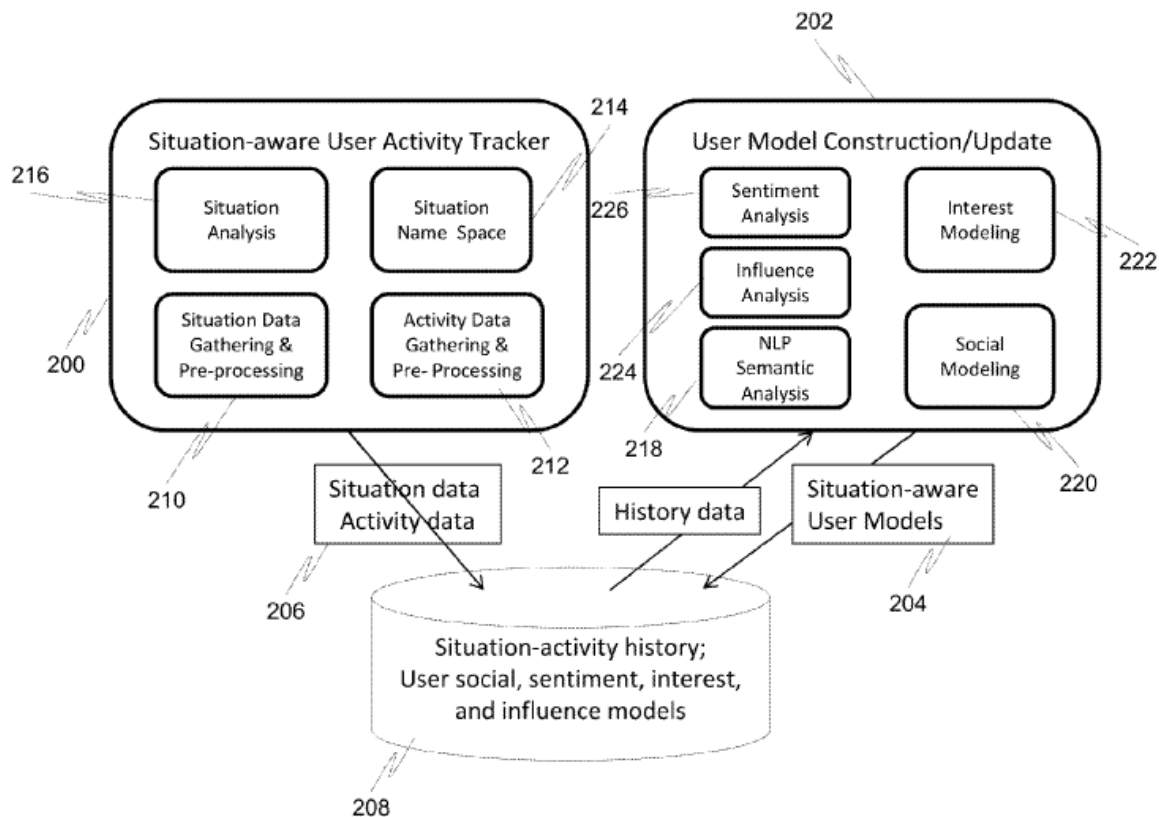 202
Situation-aware User Activity Tracker
214
User Model Construction/Update
216
Situation
Analysis
Situation
Name Space
226
Sentiment
Analysis
Interest
Modeling
222
Influence
Analysis
200
Situation Data
Gathering &
Pre-processing
Activity Data
Gathering &
Pre- Processing
224
NLP
Semantic
Analysis
Social
Modeling
210
212
218
220
Situation data
Activity data
History data
Situation-aware
User Models
206
204
Situation-activity history;
User social, sentiment, interest,
and influence models
208